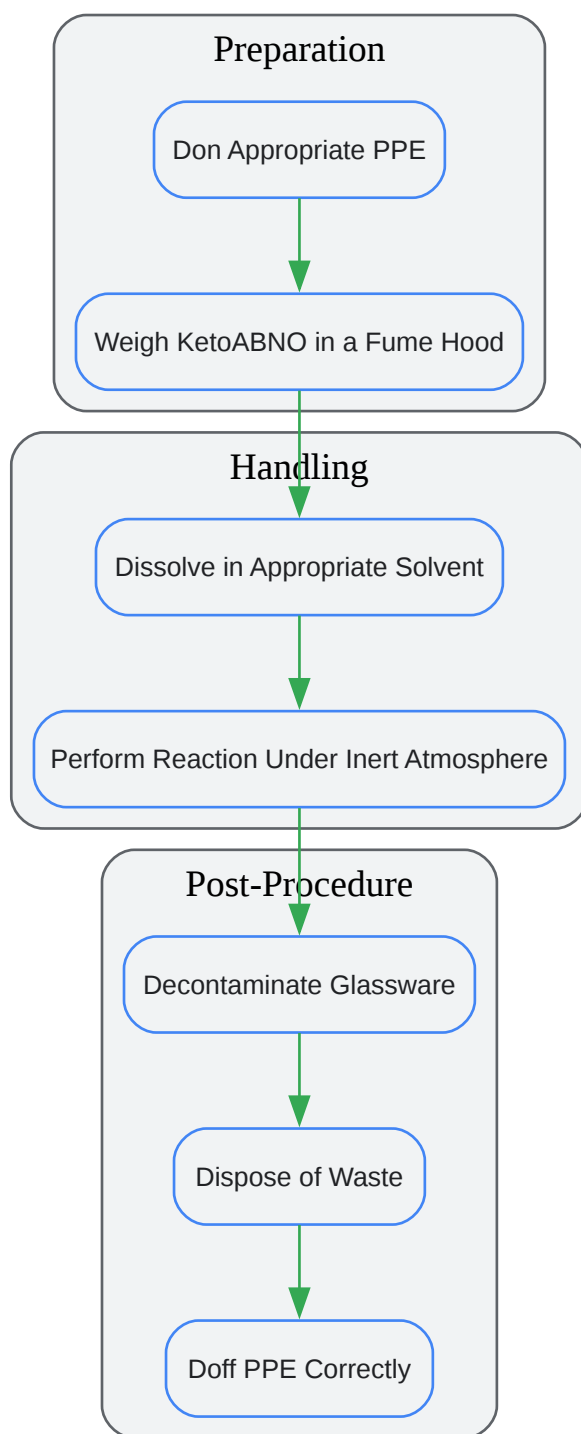 Preparation
Don Appropriate PPE
Weigh KetoABNO in a Fume Hood
Handling
Dissolve in Appropriate Solvent
Perform Reaction Under Inert Atmosphere
Post-Procedure
Decontaminate Glassware
Dispose of Waste
Doff PPE Correctly